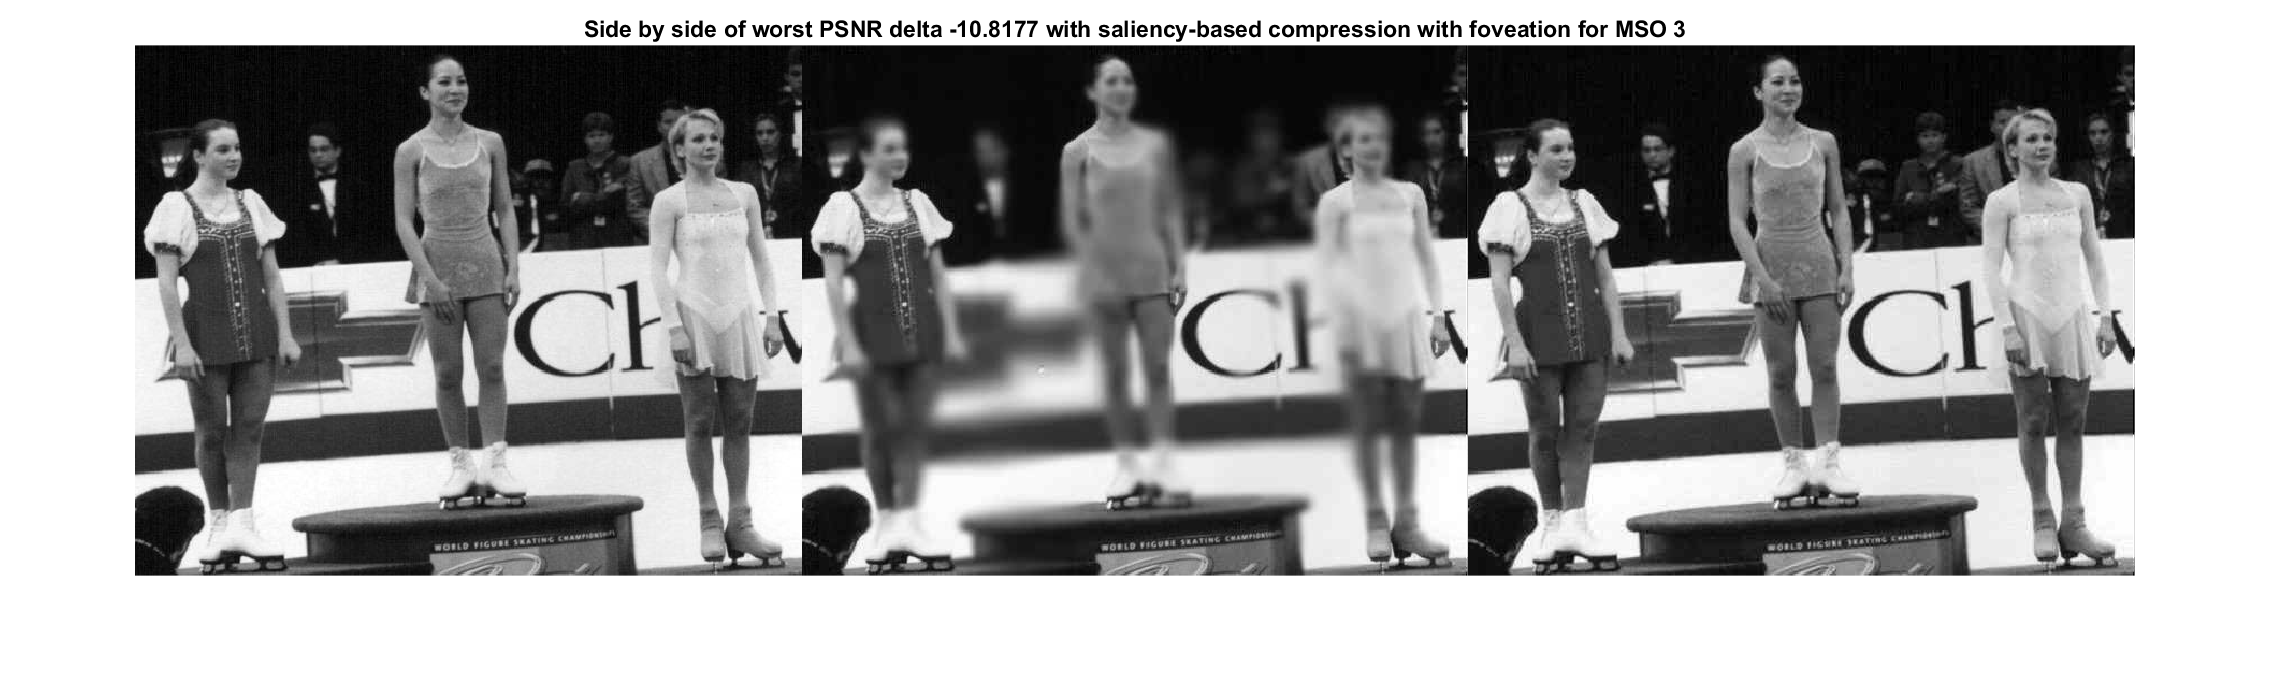 Side by side of worst PSNR delta -10.8177 with saliency-based compression with foveation for MSO 3
Ch
WORLD FIGURE SKATING CHAMPIONSHIPS
Ch
WORLD FIGURE SKATING CHAMPIONSHIPS
Ch
WORLD FIGURE SKATING CHAMPIONSHIPS